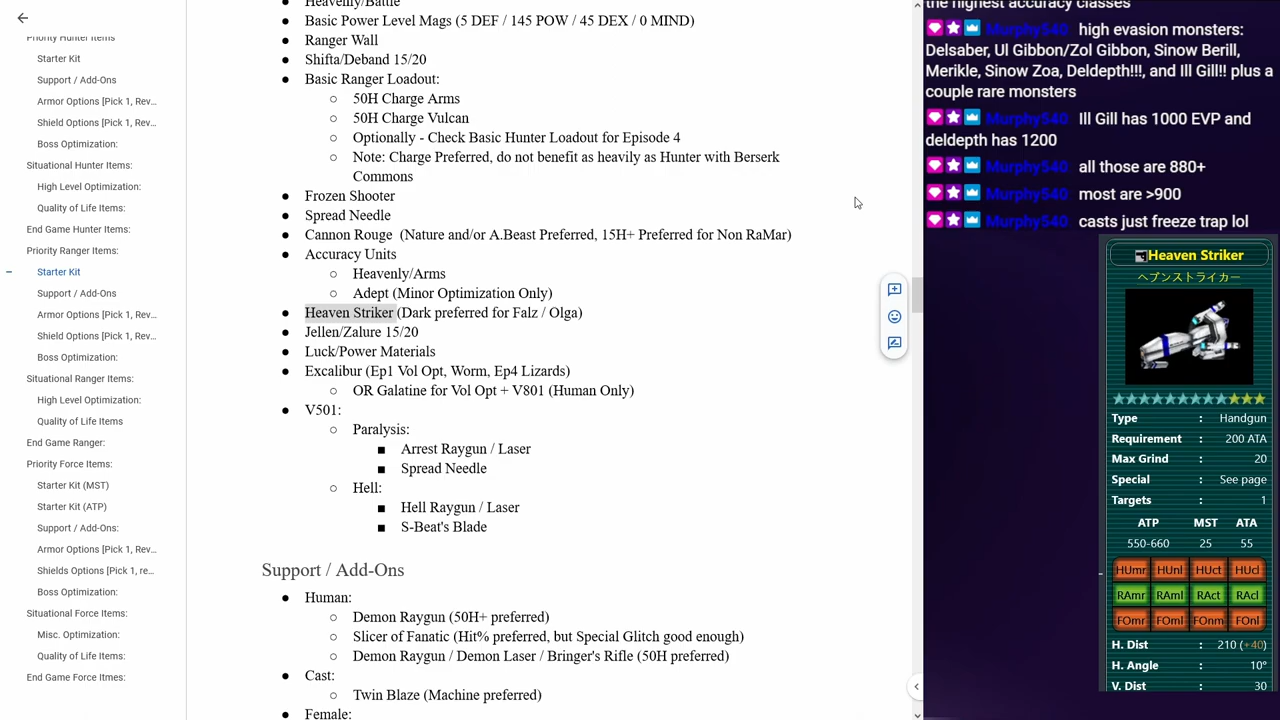 Priority Hunter Items:
Starter Kit
Support / Add-Ons
Armor Options [Pick 1, Rev...
Shield Options [Pick 1, Rev...
Boss Optimization:
Situational Hunter Items:
High Level Optimization:
Quality of Life Items:
End Game Hunter Items:
Priority Ranger Items:
Starter Kit
Support / Add-Ons:
Armor Options [Pick 1, Rev...
Shield Options [Pick 1, Rev...
Boss Optimization:
Situational Ranger Items:
High Level Optimization:
Quality of Life Items
End Game Ranger:
Priority Force Items:
Starter Kit (MST)
Starter Kit (ATP)
Support / Add-Ons:
Armor Options [Pick 1, Rev...
Shields Options [Pick 1, re...
Boss Optimization:
Situational Force Items:
Misc. Optimization:
Quality of Life Items:
End Game Force Itmes:
Heavenly/Battle
Basic Power Level Mags (5 DEF / 145 POW / 45 DEX / 0 MIND)
Ranger Wall
Shifta/Deband 15/20
Basic Ranger Loadout:
50H Charge Arms
50H Charge Vulcan
Optionally - Check Basic Hunter Loadout for Episode 4
Note: Charge Preferred, do not benefit as heavily as Hunter with Berserk
Commons
Frozen Shooter
Spread Needle
Cannon Rouge (Nature and/or A.Beast Preferred, 15H+ Preferred for Non RaMar)
Accuracy Units
Heavenly/Arms
Adept (Minor Optimization Only)
Heaven Striker (Dark preferred for Falz / Olga)
Jellen/Zalure 15/20
Luck/Power Materials
Excalibur (Ep1 Vol Opt, Worm, Ep4 Lizards)
OR Galatine for Vol Opt + V801 (Human Only)
V501:
Paralysis:
Arrest Raygun / Laser
Spread Needle
Hell:
Hell Raygun / Laser
S-Beat's Blade
Support / Add-Ons
Human:
Demon Raygun (50H+ preferred)
Slicer of Fanatic (Hit% preferred, but Special Glitch good enough)
Demon Raygun / Demon Laser / Bringer's Rifle (50H preferred)
Cast:
Twin Blaze (Machine preferred)
Female:
the highest accuracy classes
Murphy540 high evasion monsters:
Delsaber, Ul Gibbon/Zol Gibbon, Sinow Berill,
Merikle, Sinow Zoa, Deldepth!!!, and Ill Gill!! plus a
couple rare monsters
Murphy540 Ill Gill has 1000 EVP and
deldepth has 1200
Murphy540 all those are 880+
Murphy540 most are >900
Murphy540 casts just freeze trap lol
Heaven Striker
ヘブンストライカー
Type : Handgun
Requirement : 200 ATA
Max Grind : 20
Special : See page
Targets : 1
ATP MST ATA
550-660 25 55
HUmr HUnl HUct HUcl
RAmr RAml RAct RAcl
FOmr FOml FOnm FOnl
H. Dist : 210 (+40)
H. Angle : 10°
V. Dist : 30